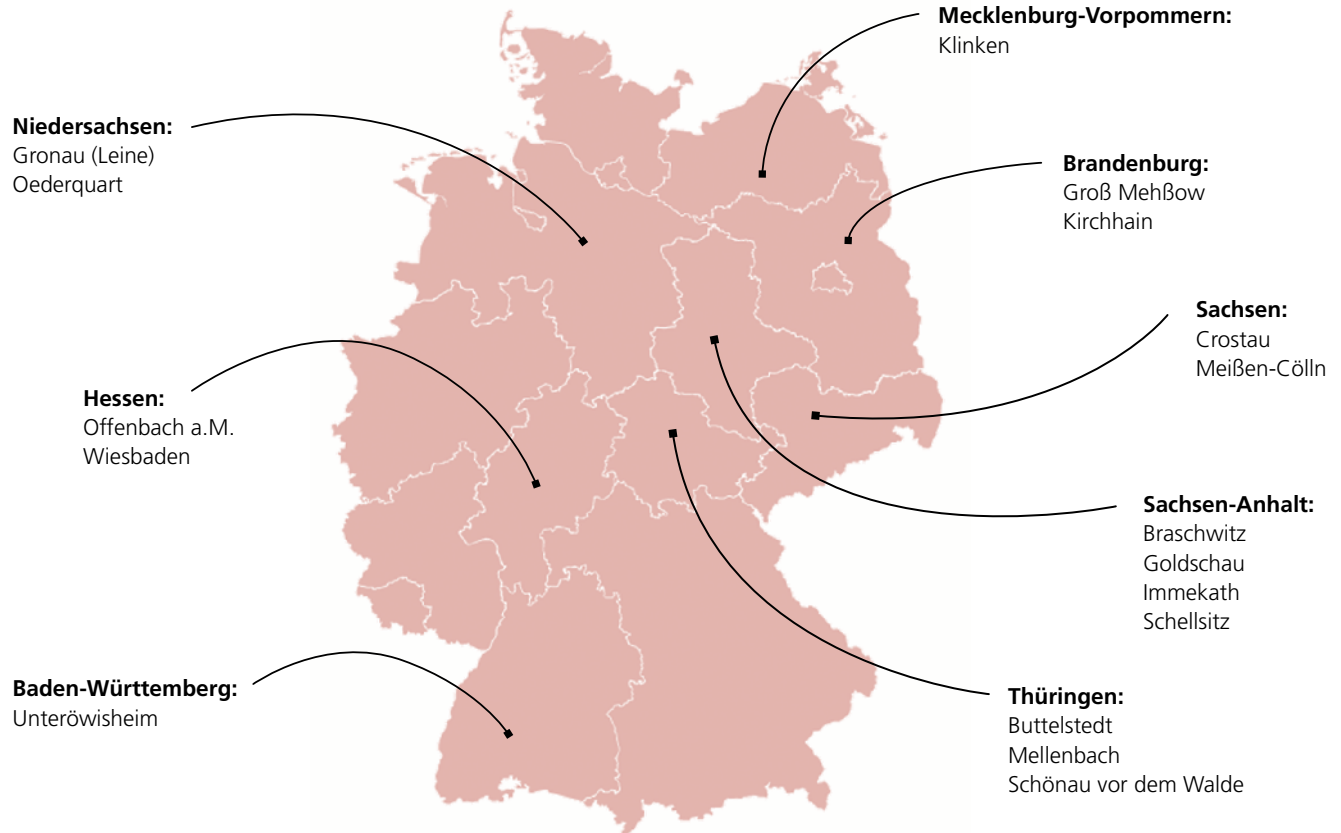 Mecklenburg-Vorpommern:
Klinken
Niedersachsen:
Gronau (Leine)
Oederquart
Brandenburg:
Groß Mehßow
Kirchhain
Sachsen:
Crostau
Meißen-Cölln
Hessen:
Offenbach a.M.
Wiesbaden
Sachsen-Anhalt:
Braschwitz
Goldschau
Immekath
Schellsitz
Baden-Württemberg:
Unteröwisheim
Thüringen:
Buttelstedt
Mellenbach
Schönau vor dem Walde